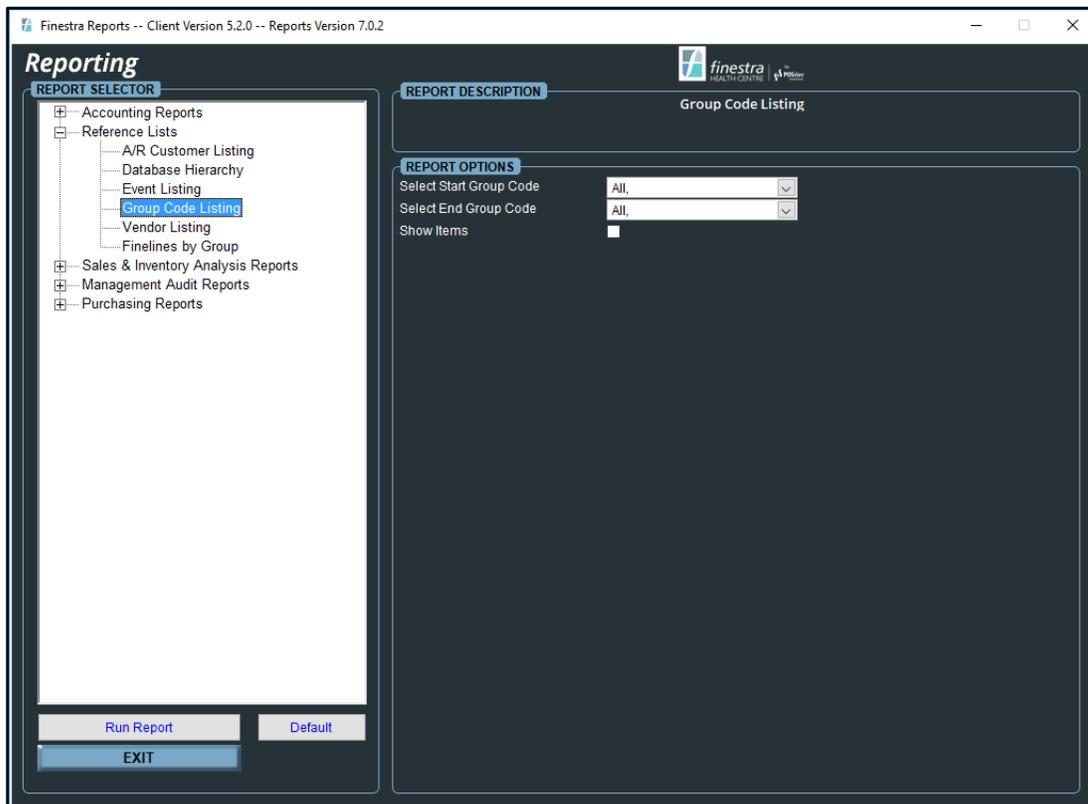 Finestra Reports -- Client Version 5.2.0 -- Reports Version 7.0.2
Reporting
finestra
HEALTH CENTRE
by
POSitec
REPORT SELECTOR
Accounting Reports
Reference Lists
A/R Customer Listing
Database Hierarchy
Event Listing
Group Code Listing
Vendor Listing
Finelines by Group
Sales & Inventory Analysis Reports
Management Audit Reports
Purchasing Reports
Run Report
Default
EXIT
REPORT DESCRIPTION
Group Code Listing
REPORT OPTIONS
Select Start Group Code
All,
Select End Group Code
All,
Show Items